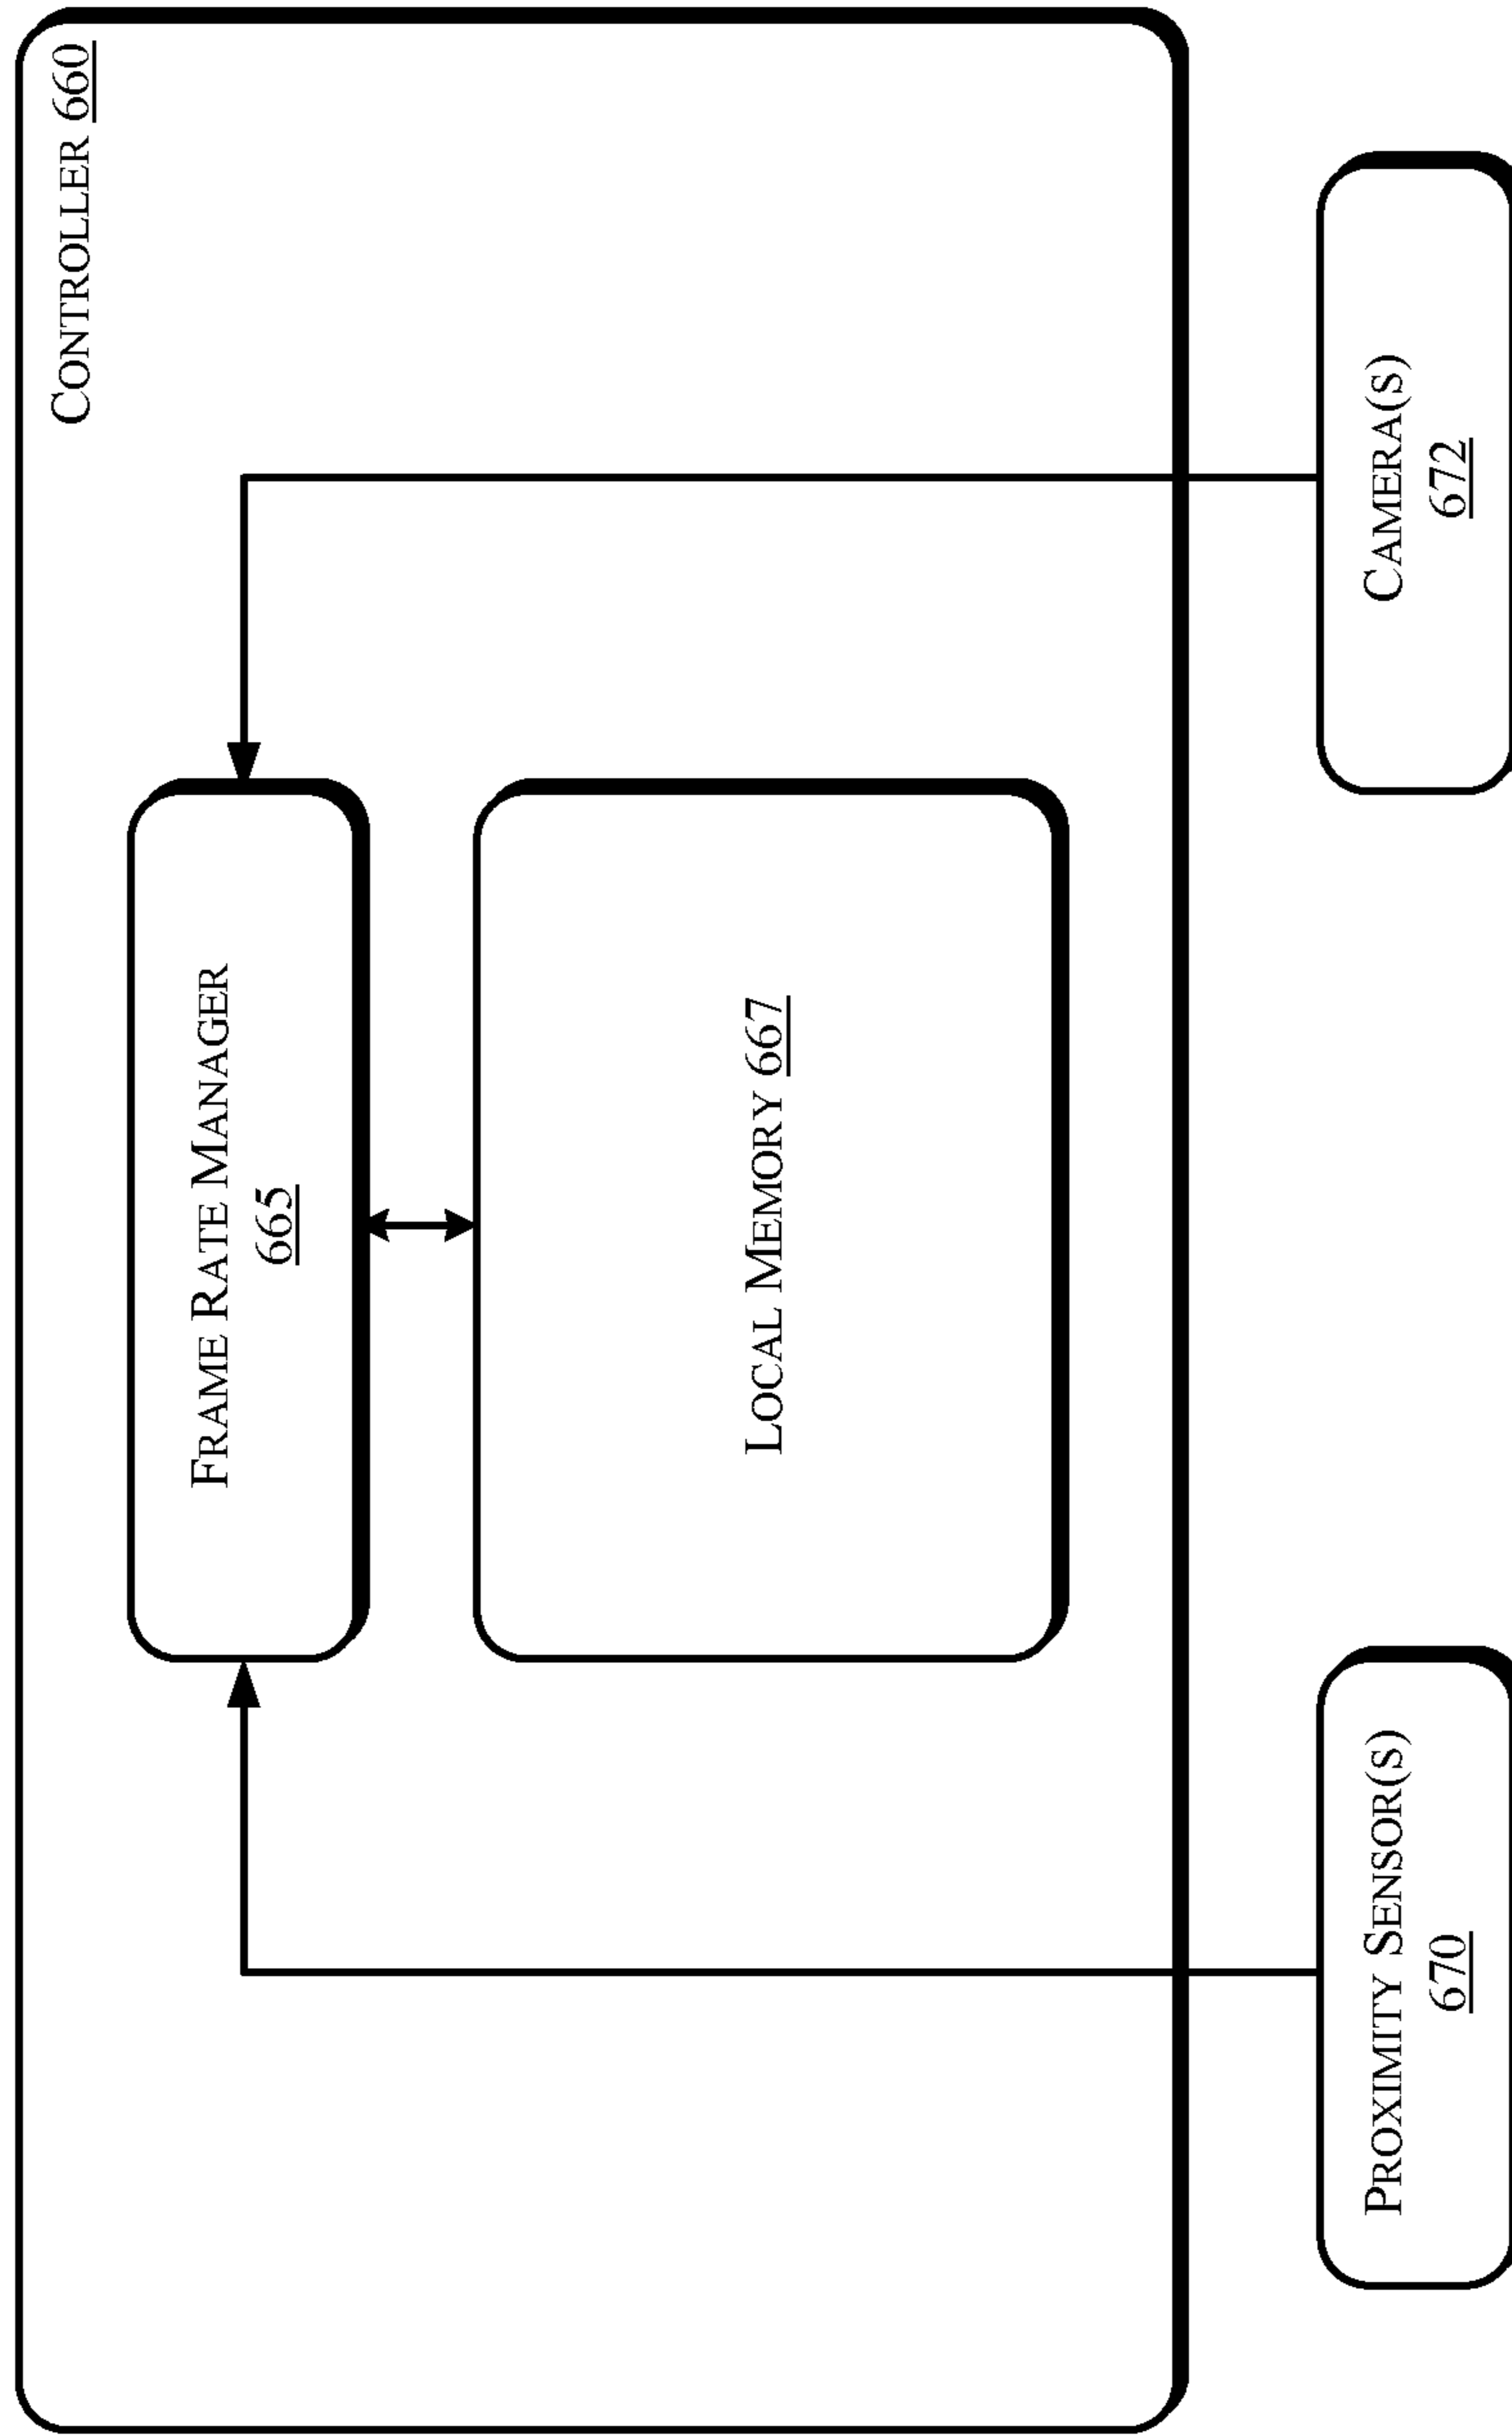 CONTROLLER 660
FRAME RATE MANAGER
665
LOCAL MEMORY 667
PROXIMITY SENSOR(S)
670
CAMERA(S)
672